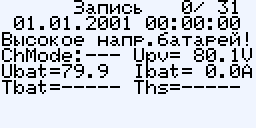 Запись 0/ 31
01.01.2001 00:00:00
Высокое напр.батарей!
ChMode:--- Upv= 80.1V
Ubat=79.9 Ibat= 0.0A
Tbat=----- Ths=-----